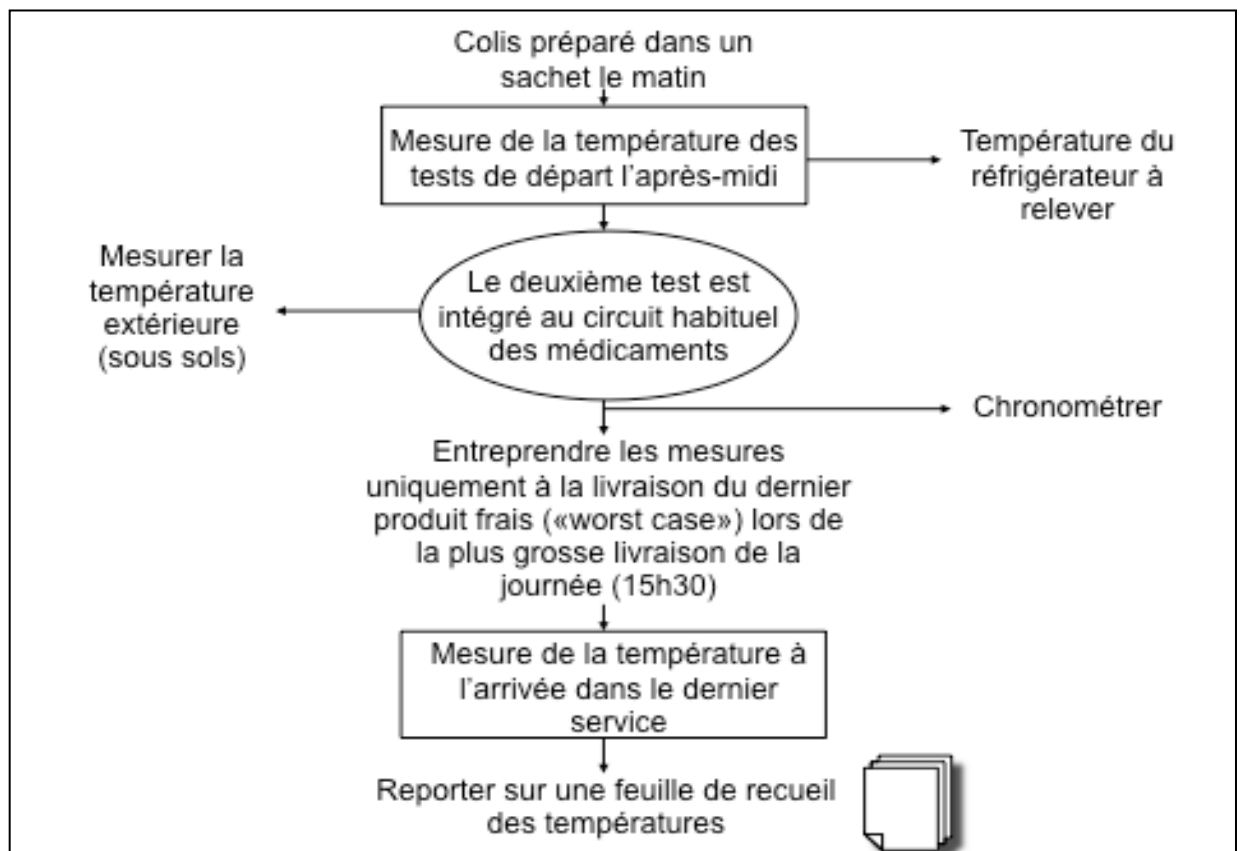 Colis préparé dans un
sachet le matin
Mesure de la température des
tests de départ l'après-midi
Température du
réfrigérateur à
relever
Mesurer la
température
extérieure
(sous sols)
Le deuxième test est
intégré au circuit habituel
des médicaments
Chronométrer
Entreprendre les mesures
uniquement à la livraison du dernier
produit frais («worst case») lors de
la plus grosse livraison de la
journée (15h30)
Mesure de la température à
l'arrivée dans le dernier
service
Reporter sur une feuille de recueil
des températures